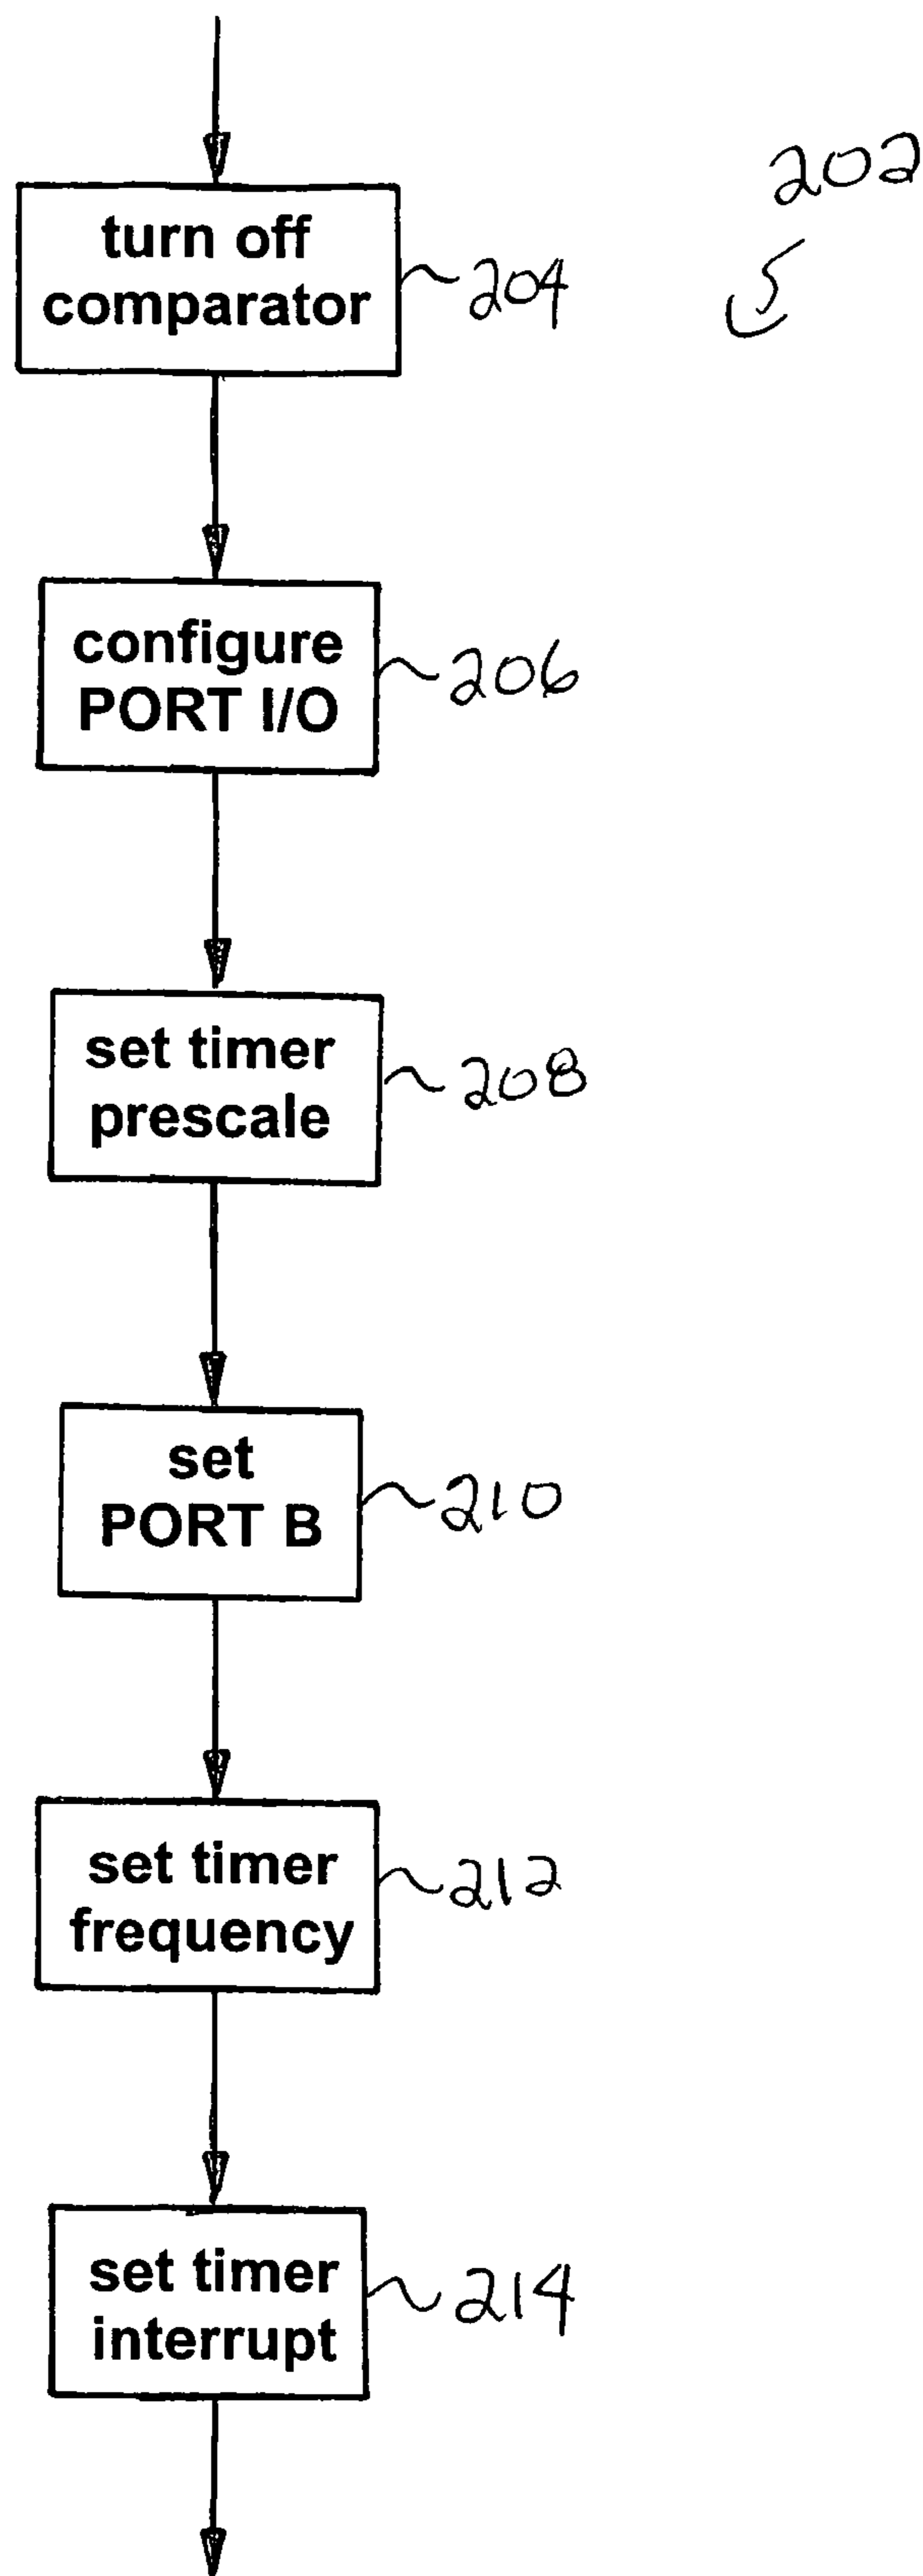 202
turn off
comparator
204
configure
PORT I/O
206
set timer
prescale
208
set
PORT B
210
set timer
frequency
212
set timer
interrupt
214